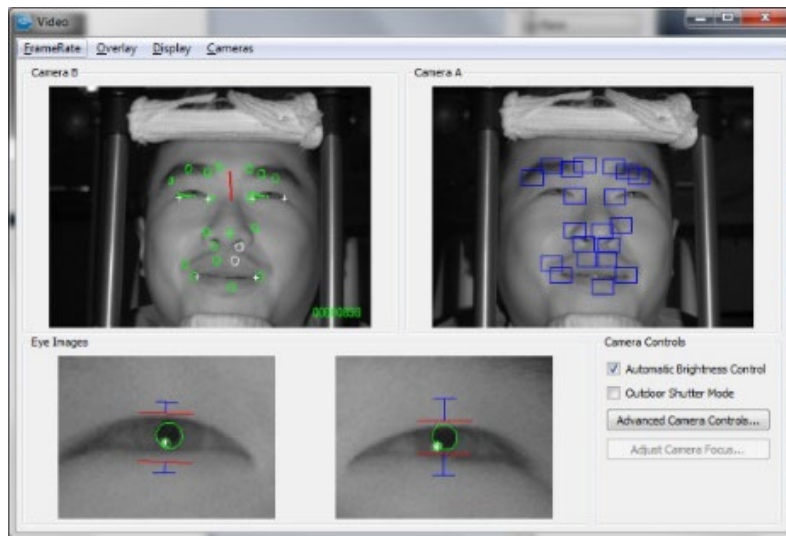 Video
FrameRate Overlay Display Cameras
Camera B
Camera A
Eye Images
Camera Controls
Automatic Brightness Control
Outdoor Shutter Mode
Advanced Camera Controls...
Adjust Camera Focus...